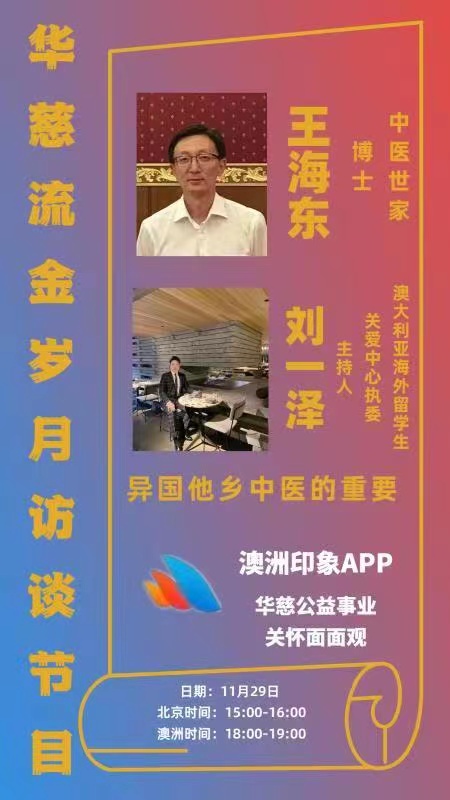 华慈流金岁月访谈节目
中医世家
博士
王海东
澳大利亚海外留学生
关爱中心执委
主持人
刘一泽
异国他乡中医的重要
澳洲印象APP
华慈公益事业
关怀面面观
日期：11月29日
北京时间：15:00-16:00
澳洲时间：18:00-19:00